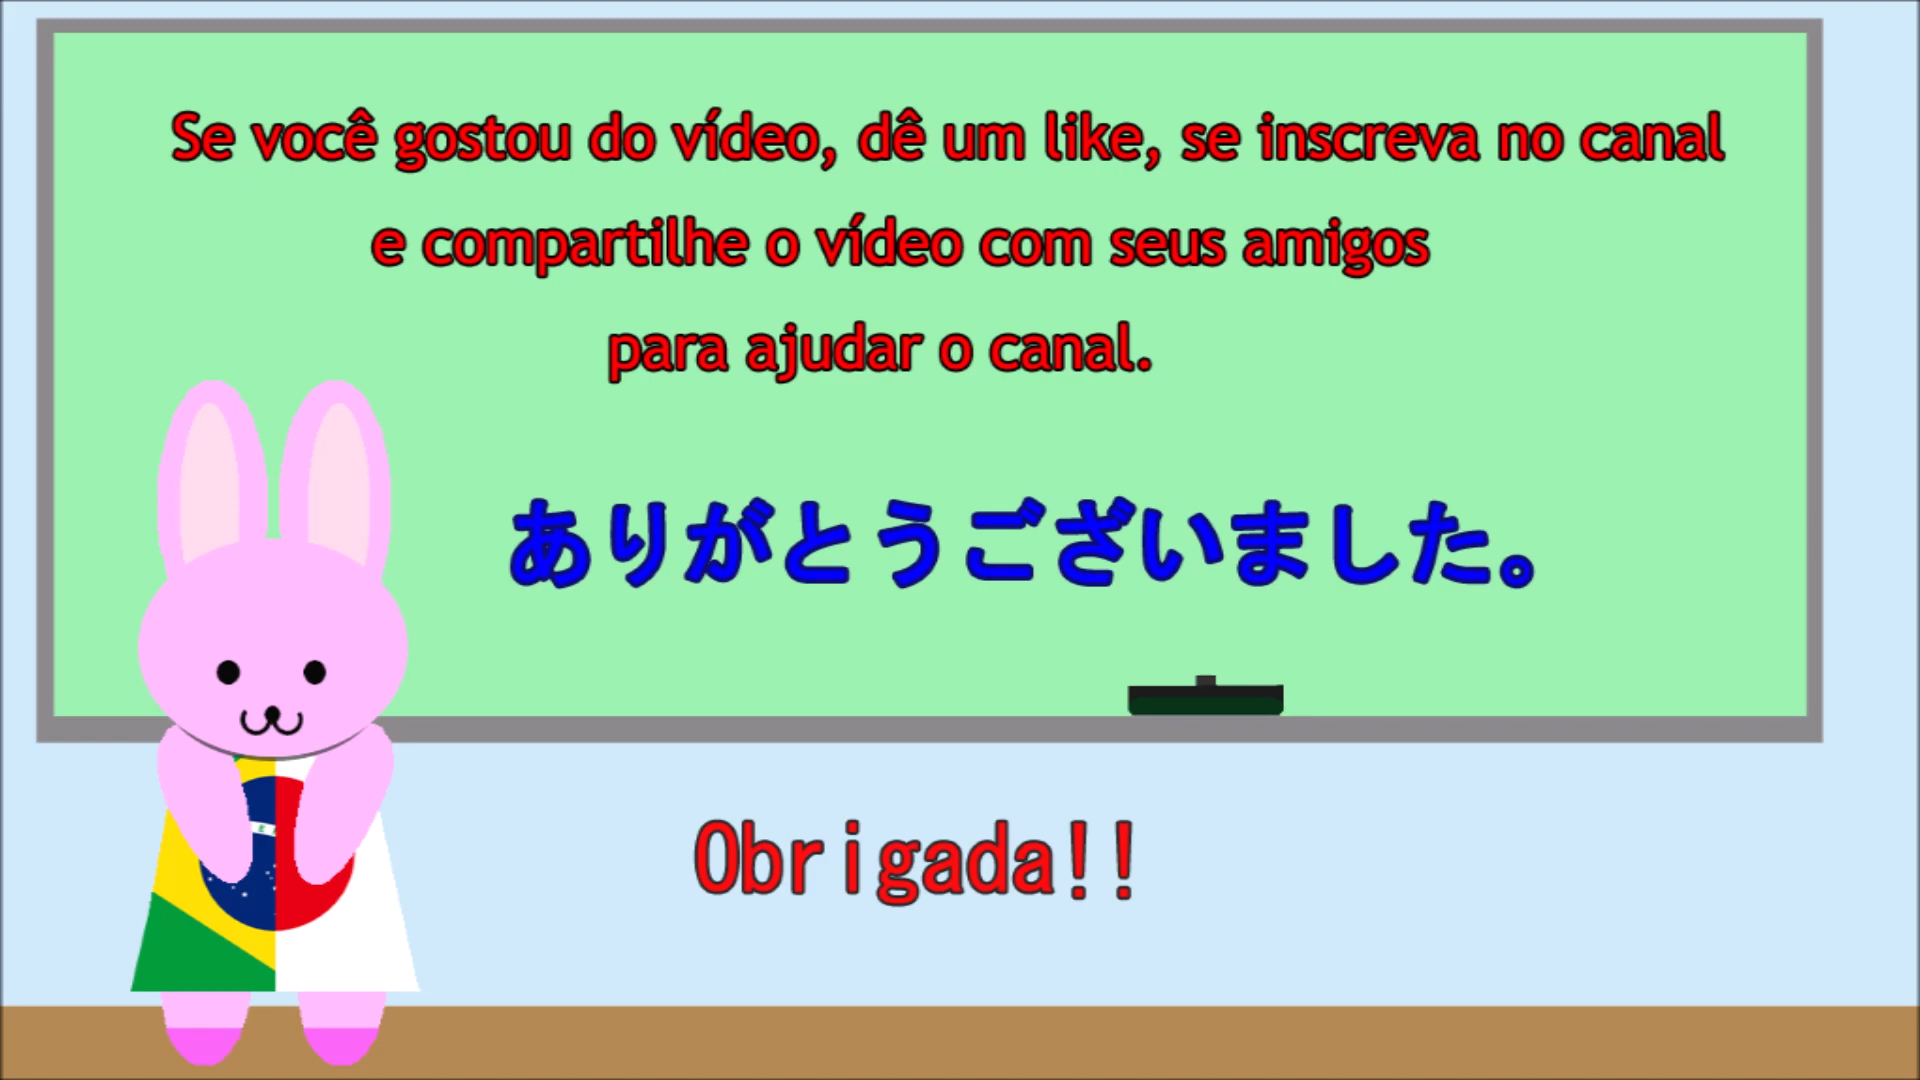 Se você gostou do vídeo, dê um like, se inscreva no canal
e compartilhe o vídeo com seus amigos
para ajudar o canal.
ありがとうございました。
Obrigada!!